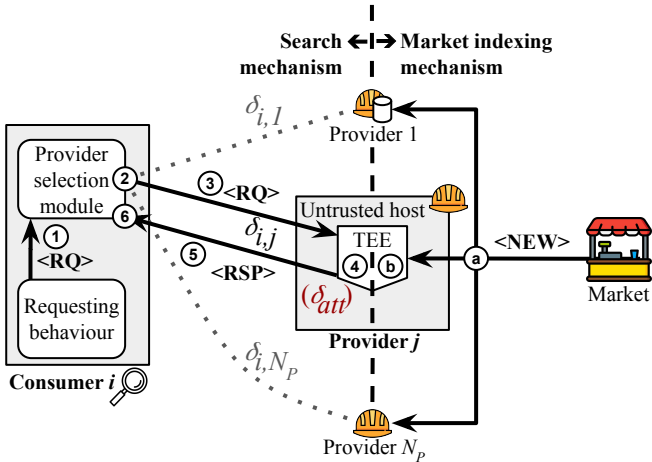 Search
mechanism
Market indexing
mechanism
δi,1
Provider 1
Provider
selection
module
2
6
3
<RQ>
Untrusted host
1
<RQ>
δi,j
TEE
4
b
a
<NEW>
Market
5
<RSP>
(δatt)
Requesting
behaviour
Provider j
δi,NP
Consumer i
Provider NP